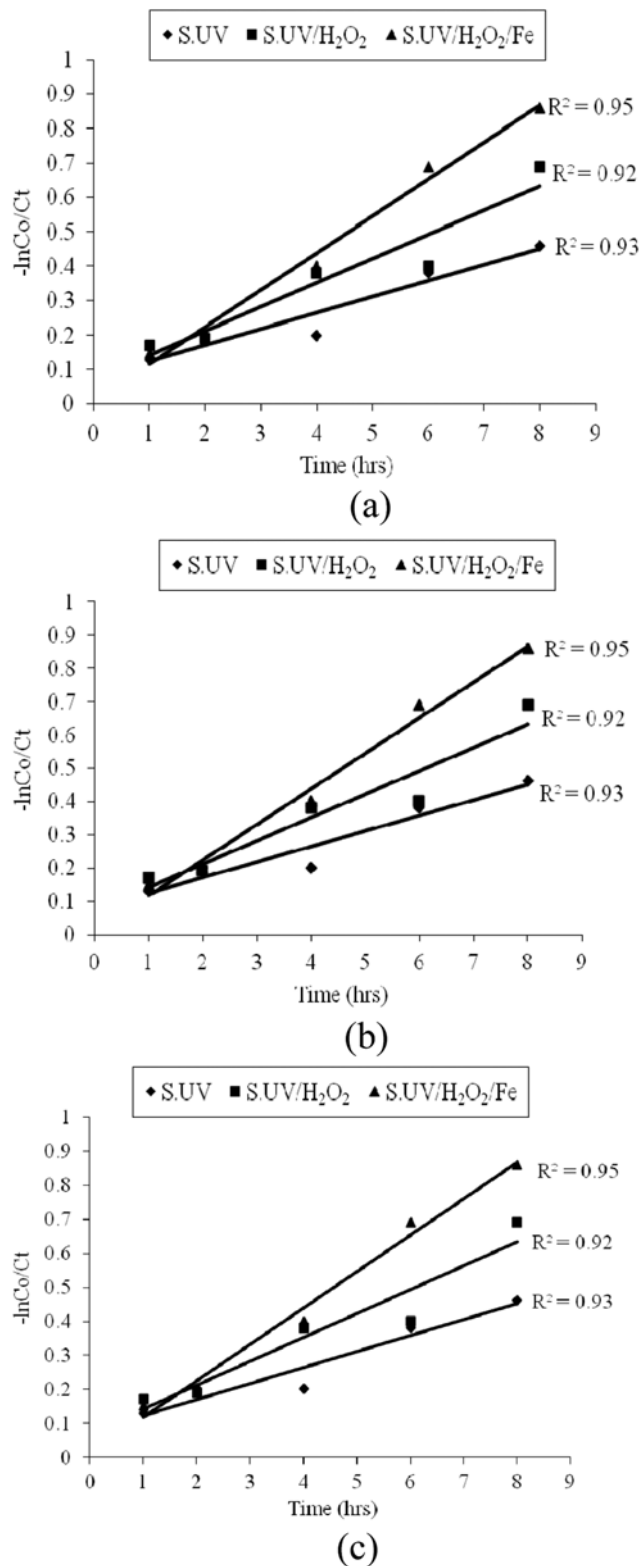 ◆ S.UV ■ S.UV/H₂O₂ ▲ S.UV/H₂O₂/Fe
1
0.9
0.8
0.7
0.6
0.5
0.4
0.3
0.2
0.1
0
-lnCo/Ct
R² = 0.95
R² = 0.92
R² = 0.93
0 1 2 3 4 5 6 7 8 9
Time (hrs)
(a)
◆ S.UV ■ S.UV/H₂O₂ ▲ S.UV/H₂O₂/Fe
1
0.9
0.8
0.7
0.6
0.5
0.4
0.3
0.2
0.1
0
-lnCo/Ct
R² = 0.95
R² = 0.92
R² = 0.93
0 1 2 3 4 5 6 7 8 9
Time (hrs)
(b)
◆ S.UV ■ S.UV/H₂O₂ ▲ S.UV/H₂O₂/Fe
1
0.9
0.8
0.7
0.6
0.5
0.4
0.3
0.2
0.1
0
-lnCo/Ct
R² = 0.95
R² = 0.92
R² = 0.93
0 1 2 3 4 5 6 7 8 9
Time (hrs)
(c)